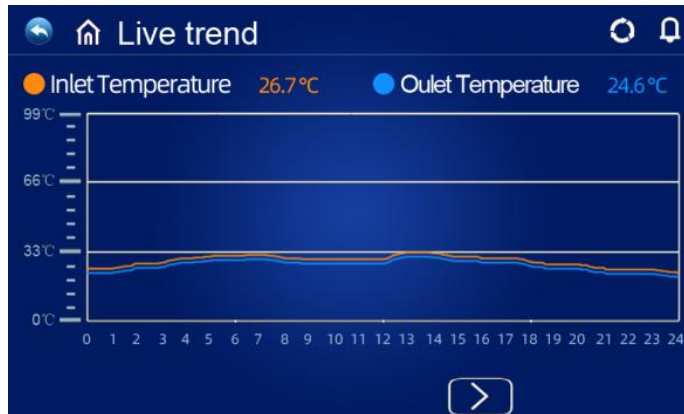 Live trend
Inlet Temperature 26.7℃ Oulet Temperature 24.6℃
99℃
66℃
33℃
0℃
0 1 2 3 4 5 6 7 8 9 10 11 12 13 14 15 16 17 18 19 20 21 22 23 24